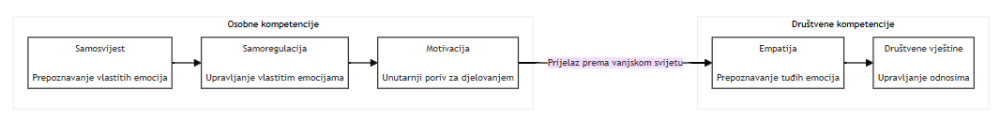 Osobne kompetencije
Samosvijest
Prepoznavanje vlastitih emocija
Samoregulacija
Upravljanje vlastitim emocijama
Motivacija
Unutarnji poriv za djelovanjem
Prijelaz prema vanjskom svijetu
Društvene kompetencije
Empatija
Prepoznavanje tuđih emocija
Društvene vještine
Upravljanje odnosima